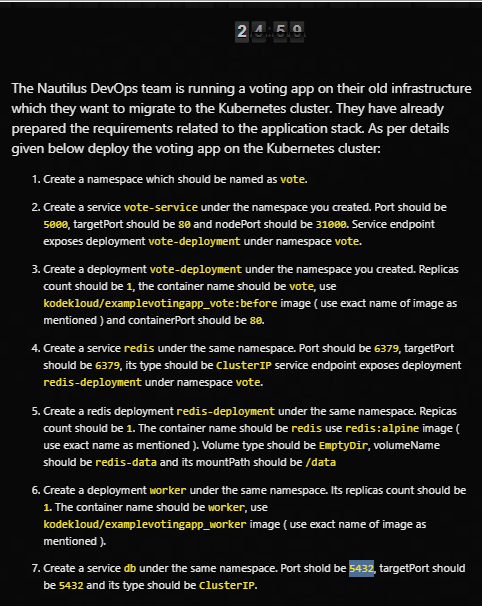 24:59
The Nautilus DevOps team is running a voting app on their old infrastructure
which they want to migrate to the Kubernetes cluster. They have already
prepared the requirements related to the application stack. As per details
given below deploy the voting app on the Kubernetes cluster:
1. Create a namespace which should be named as vote.
2. Create a service vote-service under the namespace you created. Port should be
5000, targetPort should be 80 and nodePort should be 31000. Service endpoint
exposes deployment vote-deployment under namespace vote.
3. Create a deployment vote-deployment under the namespace you created. Replicas
count should be 1, the container name should be vote, use
kodekloud/examplevotingapp_vote:before image ( use exact name of image as
mentioned ) and containerPort should be 80.
4. Create a service redis under the same namespace. Port should be 6379, targetPort
should be 6379, its type should be ClusterIP service endpoint exposes deployment
redis-deployment under namespace vote.
5. Create a redis deployment redis-deployment under the same namespace. Repicas
count should be 1. The container name should be redis use redis:alpine image (
use exact name as mentioned ). Volume type should be EmptyDir, volumeName
should be redis-data and its mountPath should be /data
6. Create a deployment worker under the same namespace. Its replicas count should be
1. The container name should be worker, use
kodekloud/examplevotingapp_worker image ( use exact name of image as
mentioned ).
7. Create a service db under the same namespace. Port shold be 5432, targetPort should
be 5432 and its type should be ClusterIP.